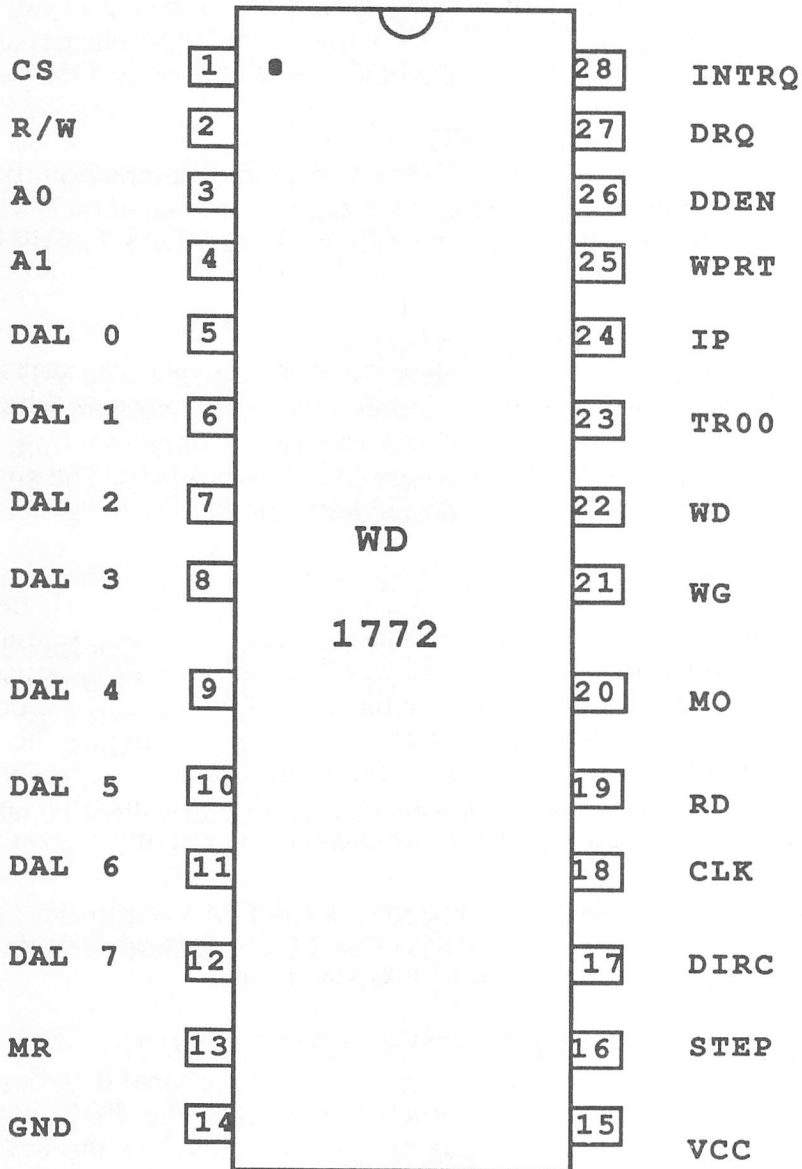 CS 1 28 INTRQ
R/W 2 27 DRQ
A0 3 26 DDEN
A1 4 25 WPRT
DAL 0 5 24 IP
DAL 1 6 23 TR00
DAL 2 7 22 WD
WD
DAL 3 8 21 WG
1772
DAL 4 9 20 MO
DAL 5 10 19 RD
DAL 6 11 18 CLK
DAL 7 12 17 DIRC
MR 13 16 STEP
GND 14 15 VCC